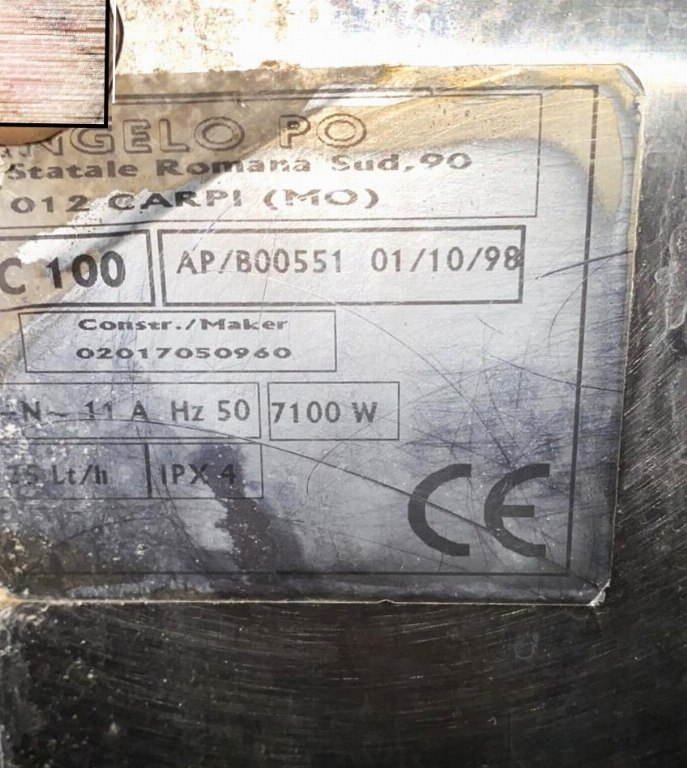 ANGELO PO
Statale Romana Sud, 90
012 CARPI (MO)
C 100 AP/B00551 01/10/98
Constr./Maker
02017050960
-N~ 11 A Hz 50 7100 W
Lt/h IPX 4
CE